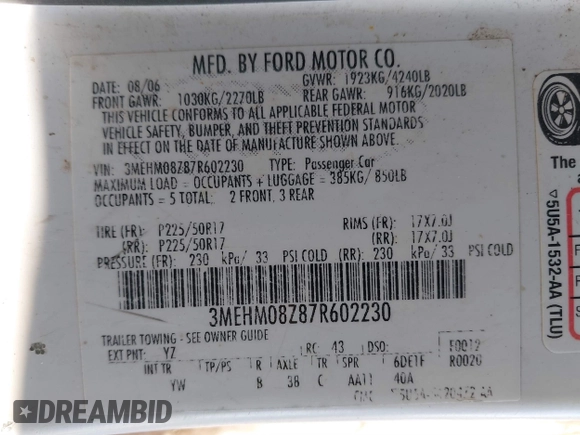 MFD. BY FORD MOTOR CO.
DATE: 08/06 GVWR: 1923KG/4240LB
FRONT GAWR: 1030KG/2270LB REAR GAWR: 916KG/2020LB
THIS VEHICLE CONFORMS TO ALL APPLICABLE FEDERAL MOTOR
VEHICLE SAFETY, BUMPER, AND THEFT PREVENTION STANDARDS
IN EFFECT ON THE DATE OF MANUFACTURE SHOWN ABOVE.
VIN: 3MEHM08Z87R602230 TYPE: Passenger Car
MAXIMUM LOAD = OCCUPANTS + LUGGAGE = 385KG/850LB
OCCUPANTS = 5 TOTAL: 2 FRONT, 3 REAR
TIRE (FR): P225/50R17 RIMS (FR): 17X7.0J
(RR): P225/50R17 (RR): 17X7.0J
PRESSURE (FR): 230 kPa/ 33 PSI COLD (RR): 230 kPa/ 33 PSI COLD
3MEHM08Z87R602230
TRAILER TOWING - SEE OWNER GUIDE
EXT PNT: YZ RC: 43 DSO:
INT TR TP/PS R AXLE TR SPR R0020
YW B 38 C AA11 40A
The
▽5U5A-1532-AA (TLU)
DREAMBID